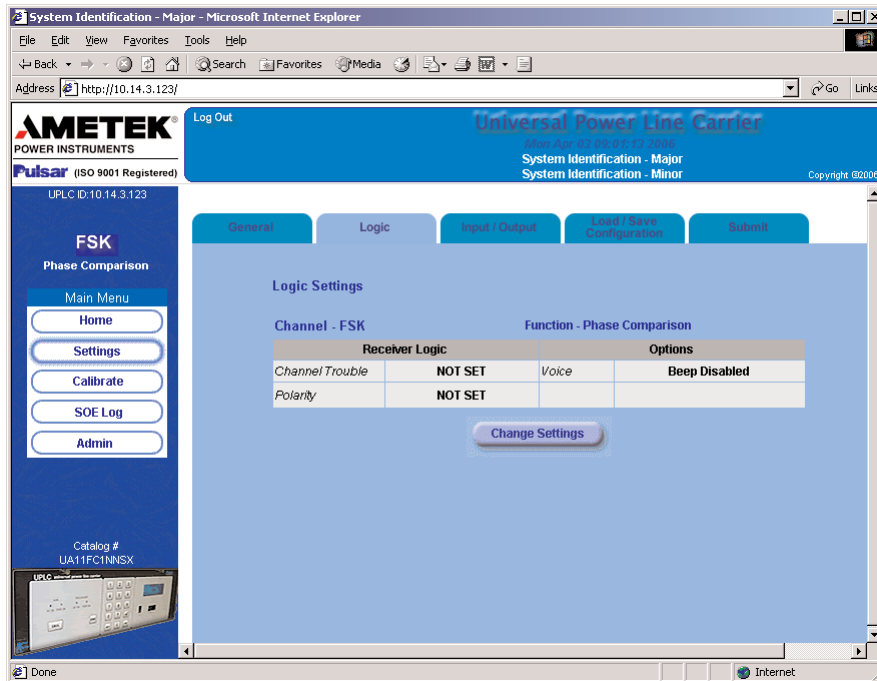 System Identification - Major - Microsoft Internet Explorer
File Edit View Favorites Tools Help
Back Search Favorites Media
Address http://10.14.3.123/ Go Links
AMETEK®
POWER INSTRUMENTS
Pulsar (ISO 9001 Registered)
Log Out
Universal Power Line Carrier
Mon Apr 03 08:01:13 2006
System Identification - Major
System Identification - Minor
Copyright ©2006
UPLC ID:10.14.3.123
FSK
Phase Comparison
Main Menu
Home
Settings
Calibrate
SOE Log
Admin
Catalog #
UA11FC1NNSX
UPLC
General Logic Input / Output Load / Save Configuration Submit
Logic Settings
Channel - FSK Function - Phase Comparison
Receiver Logic Options
Channel Trouble NOT SET Voice Beep Disabled
Polarity NOT SET
Change Settings
Done Internet